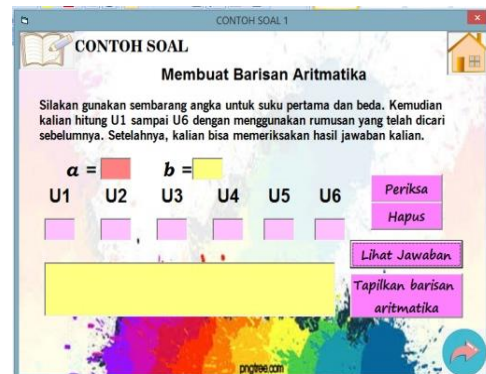 CONTOH SOAL 1
CONTOH SOAL
Membuat Barisan Aritmatika
Silakan gunakan sembarang angka untuk suku pertama dan beda. Kemudian
kalian hitung U1 sampai U6 dengan menggunakan rumusan yang telah dicari
sebelumnya. Setelahnya, kalian bisa memeriksakan hasil jawaban kalian.
a = b =
U1 U2 U3 U4 U5 U6
Periksa
Hapus
,
Lihat Jawaban
Tapilkan barisan
aritmatika
pngtree.com